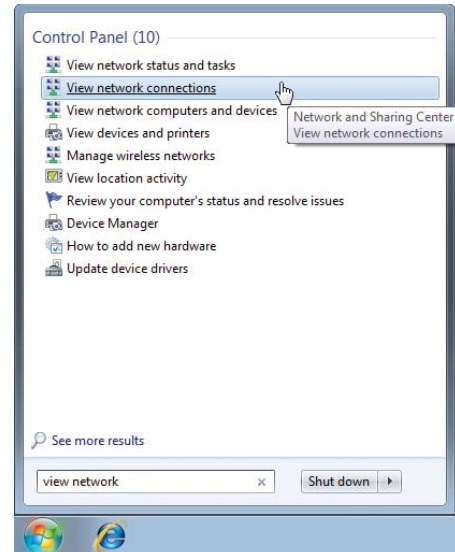 Control Panel (10)
View network status and tasks
View network connections
View network computers and devices
Network and Sharing Center
View network connections
View devices and printers
Manage wireless networks
View location activity
Review your computer's status and resolve issues
Device Manager
How to add new hardware
Update device drivers
See more results
view network
Shut down